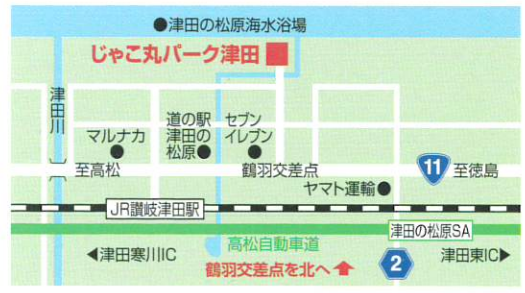 ●津田の松原海水浴場
じゃこ丸パーク津田■
津田川
マルナカ
●
道の駅
津田の
松原●
セブン
イレブン
●
至高松
鶴羽交差点
11
至徳島
ヤマト運輸●
JR讃岐津田駅
津田の松原SA
高松自動車道
◀津田寒川IC
鶴羽交差点を北へ⬆
2
津田東IC▶